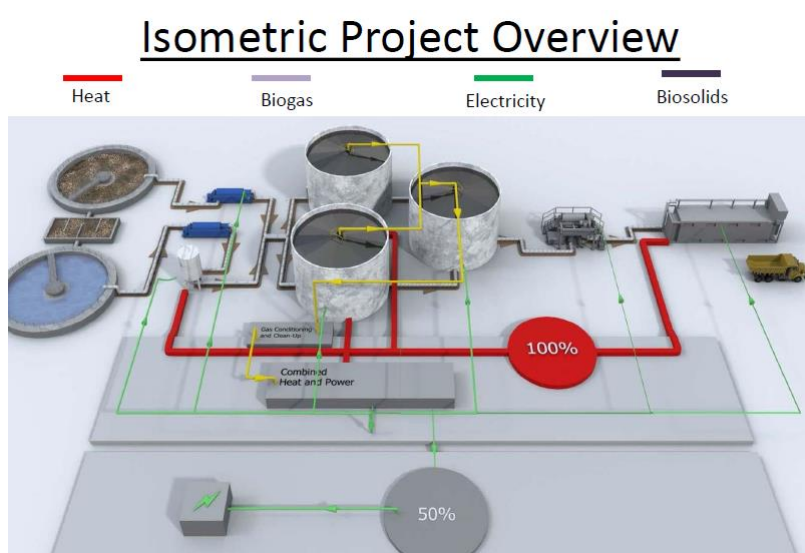 Isometric Project Overview
Heat
Biogas
Electricity
Biosolids
Gas Conditioning
and Clean-Up
100%
Combined
Heat and Power
50%